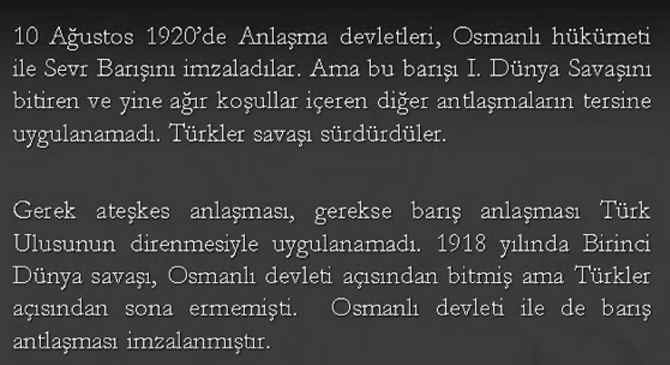 10 Ağustos 1920’de Anlaşma devletleri, Osmanlı hükümeti
ile Sevr Barışını imzaladılar. Ama bu barışı I. Dünya Savaşını
bitiren ve yine ağır koşullar içeren diğer antlaşmaların tersine
uygulanamadı. Türkler savaşı sürdürdüler.
Gerek ateşkes anlaşması, gerekse barış anlaşması Türk
Ulusunun direnmesiyle uygulanamadı. 1918 yılında Birinci
Dünya savaşı, Osmanlı devleti açısından bitmiş ama Türkler
açısından sona ermemişti. Osmanlı devleti ile de barış
antlaşması imzalanmıştır.